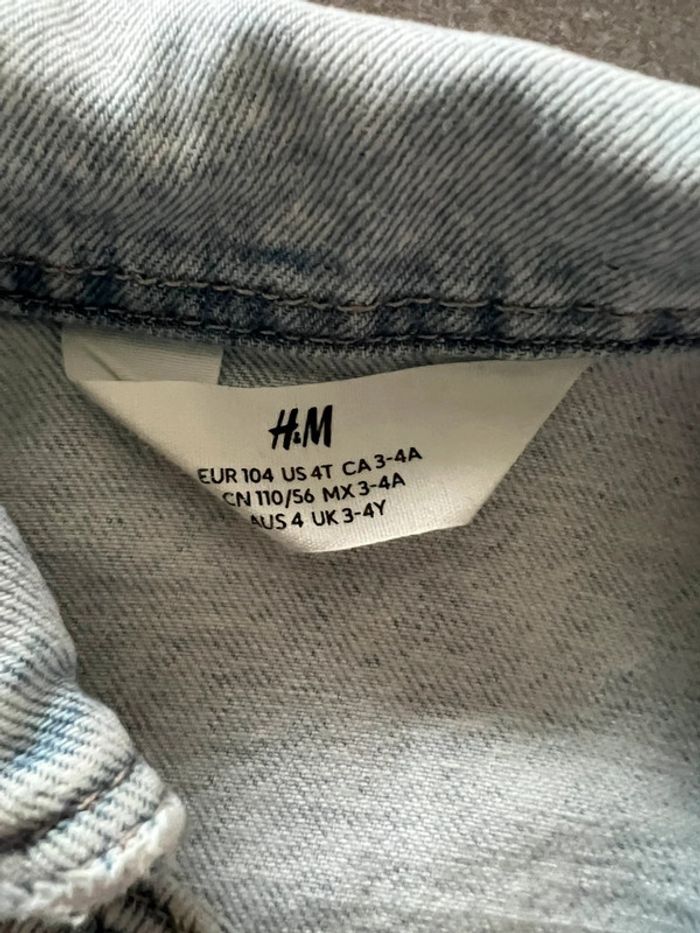 H&M
EUR 104 US 4T CA 3-4A
CN 110/56 MX 3-4A
AUS 4 UK 3-4Y